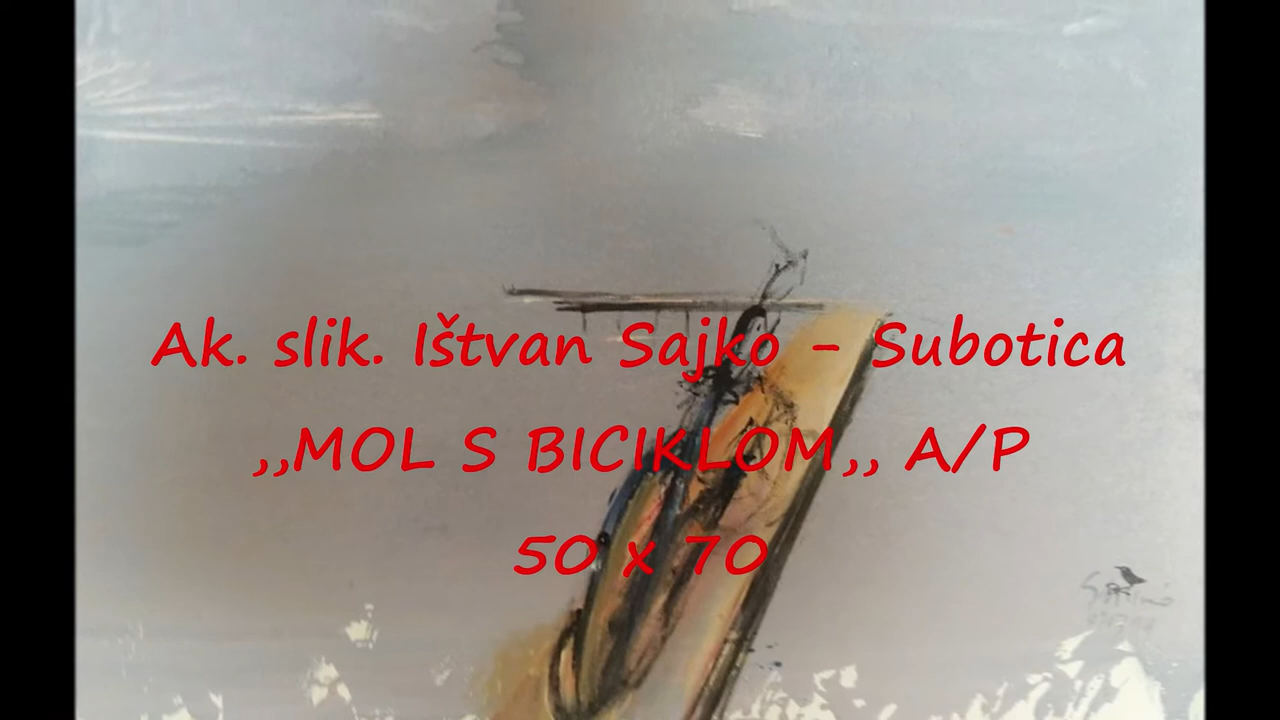 Ak. slik. Ištvan Sajko - Subotica
,,MOL S BICIKLOM,, A/P
50 x 70